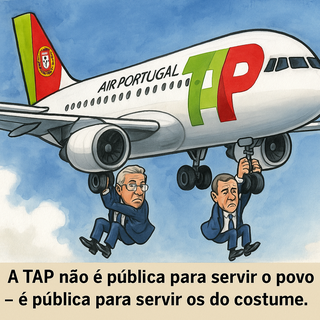 AIR PORTUGAL
TAP
A TAP não é pública para servir o povo
– é pública para servir os do costume.